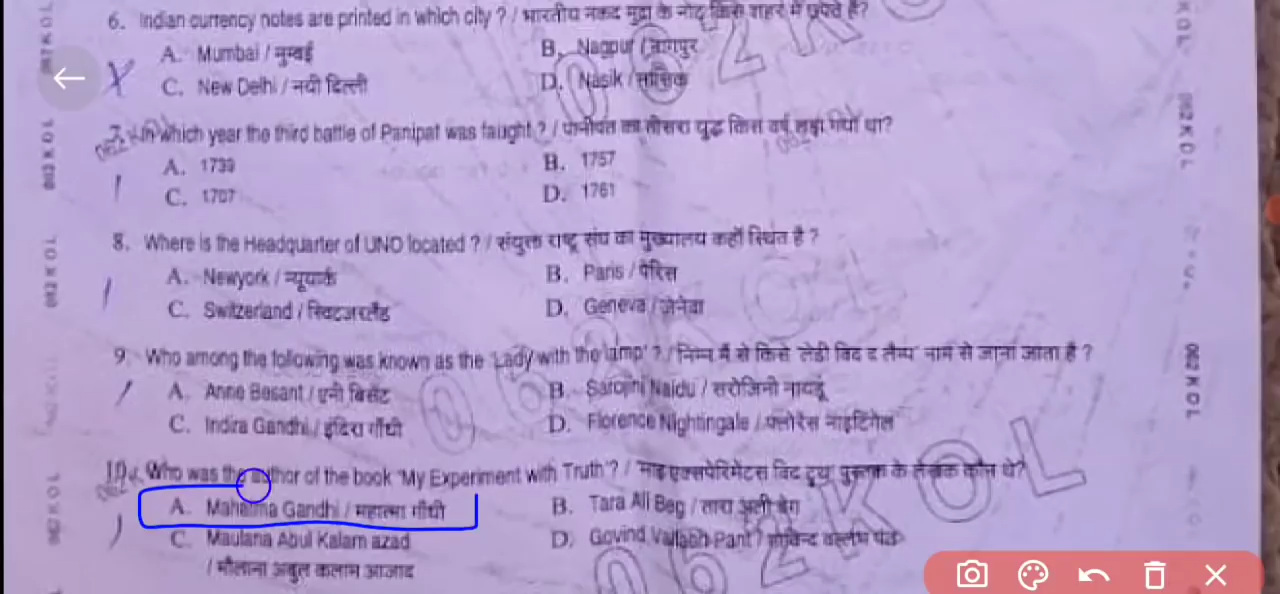 6. Indian currency notes are printed in which city ? / भारतीय नकद मुद्रा के नोट किस शहर में छपते हैं?
A. Mumbai / मुम्बई
B. Nagpur / नागपुर
C. New Delhi / नयी दिल्ली
D. Nasik / नासिक
7. In which year the third battle of Panipat was faught ? / पानीपत का तीसरा युद्ध किस वर्ष लड़ा गया था?
A. 1739
B. 1757
C. 1707
D. 1761
8. Where is the Headquarter of UNO located ? / संयुक्त राष्ट्र संघ का मुख्यालय कहाँ स्थित है ?
A. Newyork / न्यूयार्क
B. Paris / पेरिस
C. Switzerland / स्विटजरलैंड
D. Geneva / जेनेवा
9. Who among the following was known as the 'Lady with the lamp' ? / निम्न में से किसे 'लेडी विद द लैम्प' नाम से जाना जाता है ?
A. Anne Besant / एनी बिसेंट
B. Sarojini Naidu / सरोजिनी नायडू
C. Indira Gandhi / इंदिरा गाँधी
D. Florence Nightingale / फ्लोरेंस नाइटिंगेल
10. Who was the author of the book 'My Experiment with Truth'? / 'माइ एक्सपेरिमेंटस विद ट्रुथ' पुस्तक के लेखक कौन थे?
A. Mahatma Gandhi / महात्मा गाँधी
B. Tara Ali Beg / तारा अली बेग
C. Maulana Abul Kalam azad
/ मौलाना अबुल कलाम आजाद
D. Govind Vallabh Pant / गोविन्द वल्लभ पंत
062KOL
062KOL